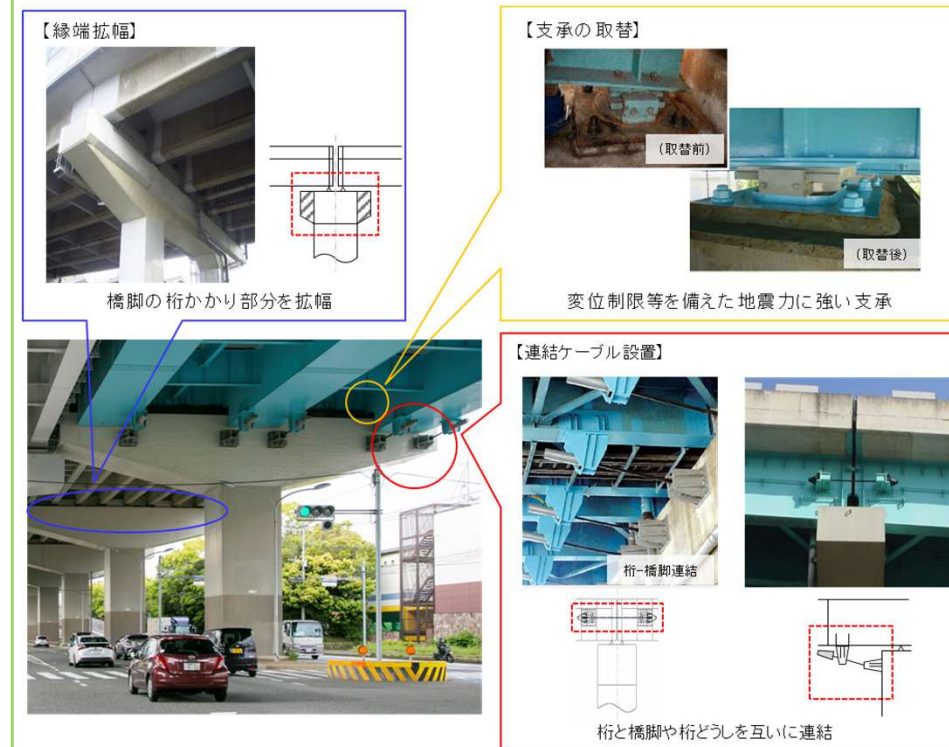 【縁端拡幅】
橋脚の桁かかり部分を拡幅
【支承の取替】
(取替前)
(取替後)
変位制限等を備えた地震力に強い支承
【連結ケーブル設置】
桁-橋脚連結
桁と橋脚や桁どうしを互いに連結